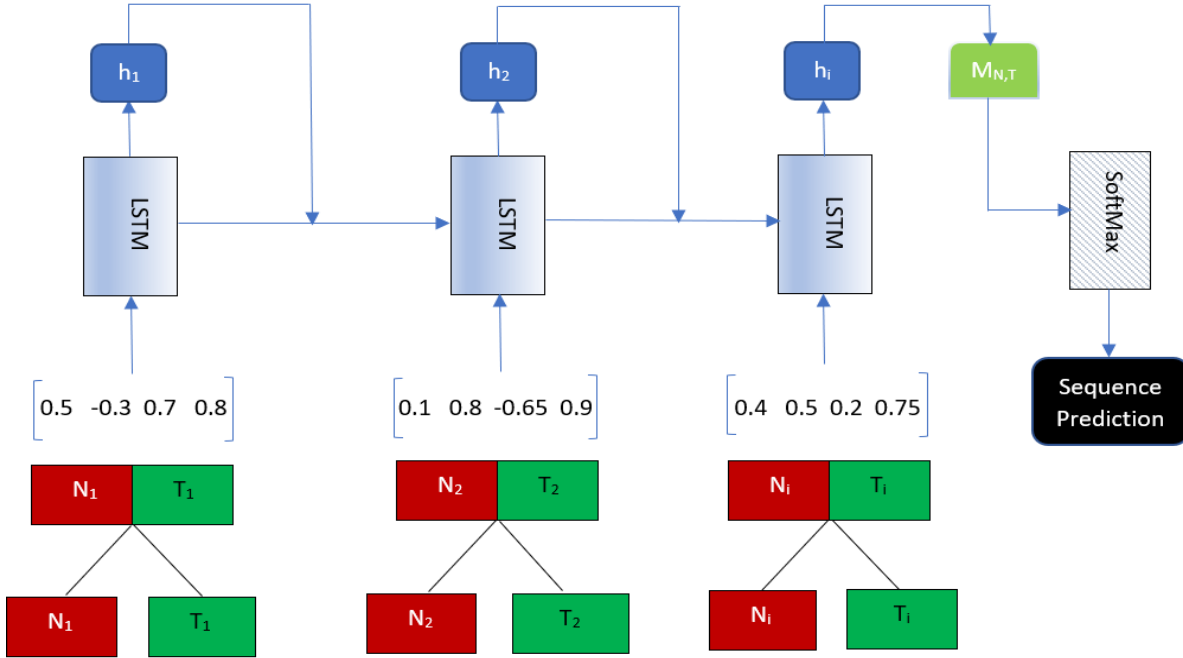 h₁ h₂ hᵢ M_N,T
LSTM LSTM LSTM SoftMax
[0.5 -0.3 0.7 0.8] [0.1 0.8 -0.65 0.9] [0.4 0.5 0.2 0.75] Sequence
Prediction
N₁ T₁ N₂ T₂ Nᵢ Tᵢ
N₁ T₁ N₂ T₂ Nᵢ Tᵢ